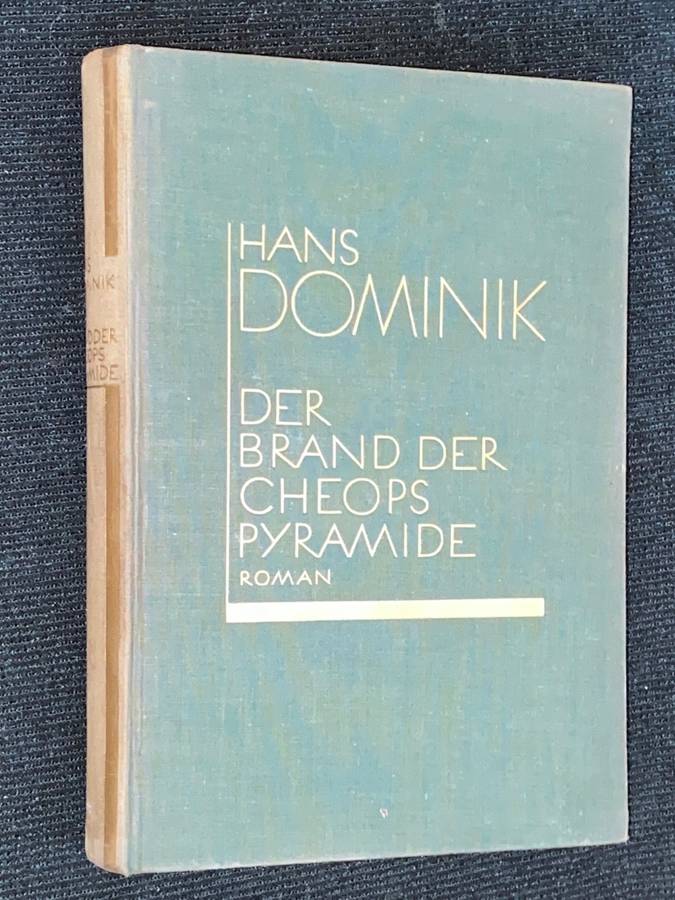 HANS
DOMINIK
DER
BRAND DER
CHEOPS
PYRAMIDE
ROMAN